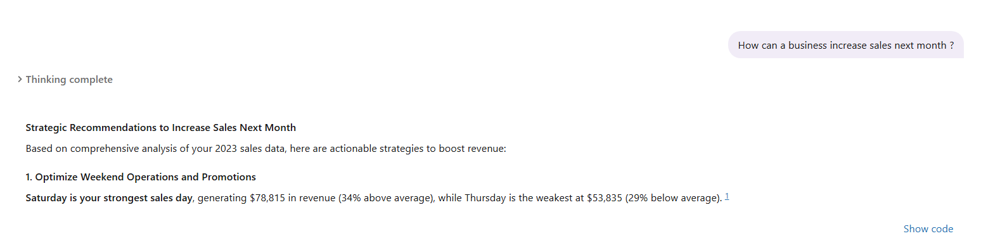 How can a business increase sales next month ?
Thinking complete
Strategic Recommendations to Increase Sales Next Month
Based on comprehensive analysis of your 2023 sales data, here are actionable strategies to boost revenue:
1. Optimize Weekend Operations and Promotions
Saturday is your strongest sales day, generating $78,815 in revenue (34% above average), while Thursday is the weakest at $53,835 (29% below average). 1
Show code